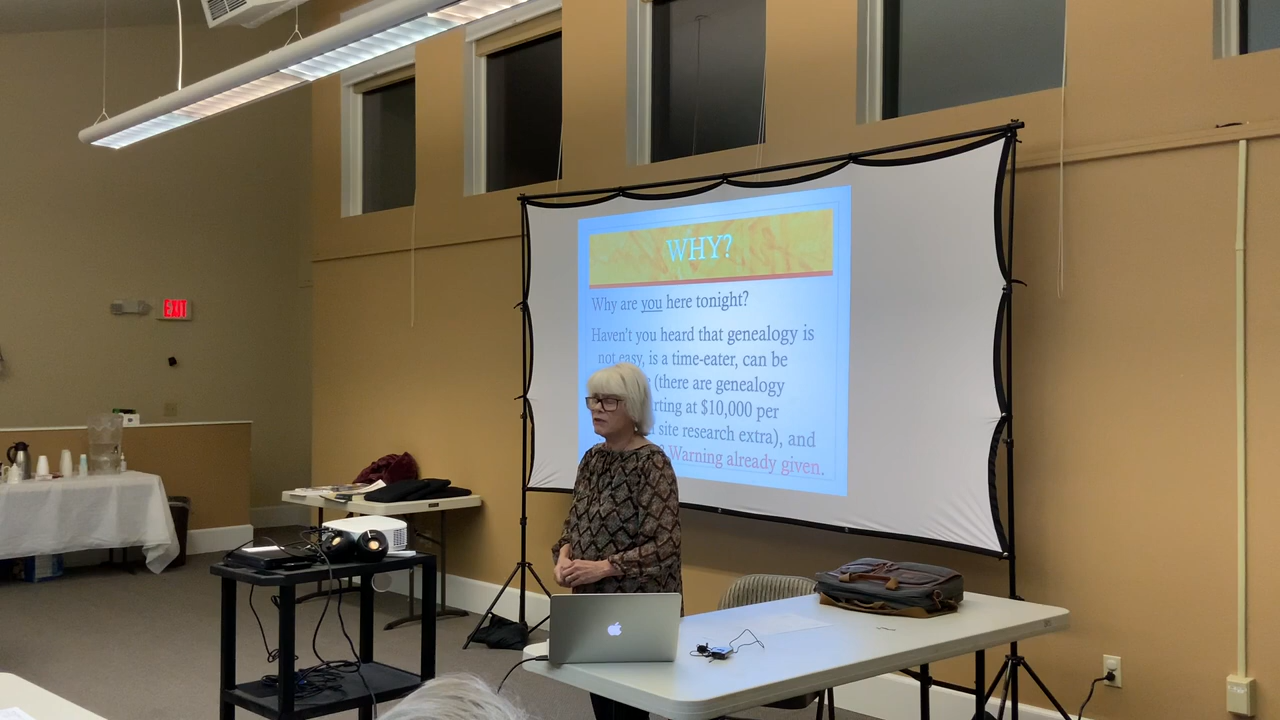 EXIT
WHY?
Why are you here tonight?
Haven't you heard that genealogy is
not easy, is a time-eater, can be
(there are genealogy
at $10,000 per
site research extra), and
Warning already given.